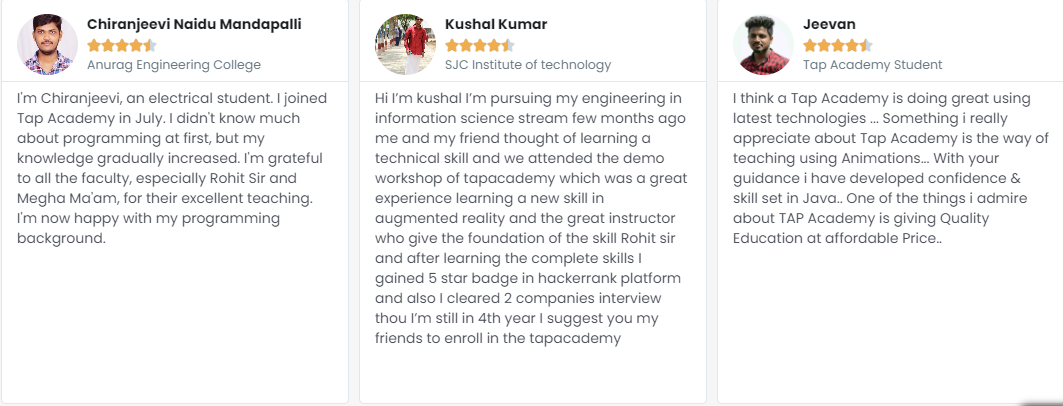 Chiranjeevi Naidu Mandapalli
Anurag Engineering College
I'm Chiranjeevi, an electrical student. I joined
Tap Academy in July. I didn't know much
about programming at first, but my
knowledge gradually increased. I'm grateful
to all the faculty, especially Rohit Sir and
Megha Ma'am, for their excellent teaching.
I'm now happy with my programming
background.
Kushal Kumar
SJC Institute of technology
Hi I’m kushal I’m pursuing my engineering in
information science stream few months ago
me and my friend thought of learning a
technical skill and we attended the demo
workshop of tapacademy which was a great
experience learning a new skill in
augmented reality and the great instructor
who give the foundation of the skill Rohit sir
and after learning the complete skills I
gained 5 star badge in hackerrank platform
and also I cleared 2 companies interview
thou I’m still in 4th year I suggest you my
friends to enroll in the tapacademy
Jeevan
Tap Academy Student
I think a Tap Academy is doing great using
latest technologies ... Something i really
appreciate about Tap Academy is the way of
teaching using Animations... With your
guidance i have developed confidence &
skill set in Java.. One of the things i admire
about TAP Academy is giving Quality
Education at affordable Price..